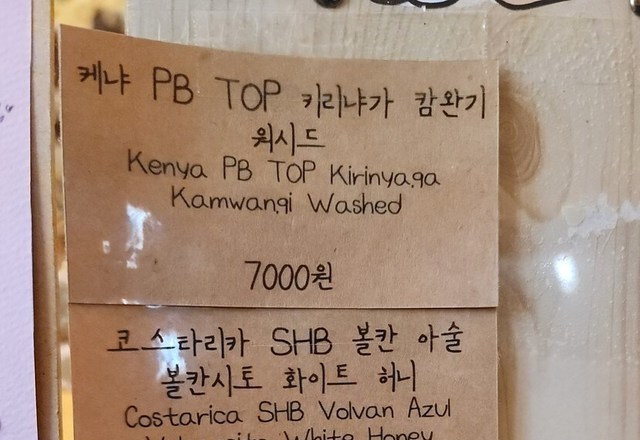 케냐 PB TOP 키리냐가 캄완기
워시드
Kenya PB TOP Kirinyaga
Kamwangi Washed
7000원
코스타리카 SHB 볼칸 아술
볼칸시토 화이트 허니
Costarica SHB Volvan Azul
White Honey